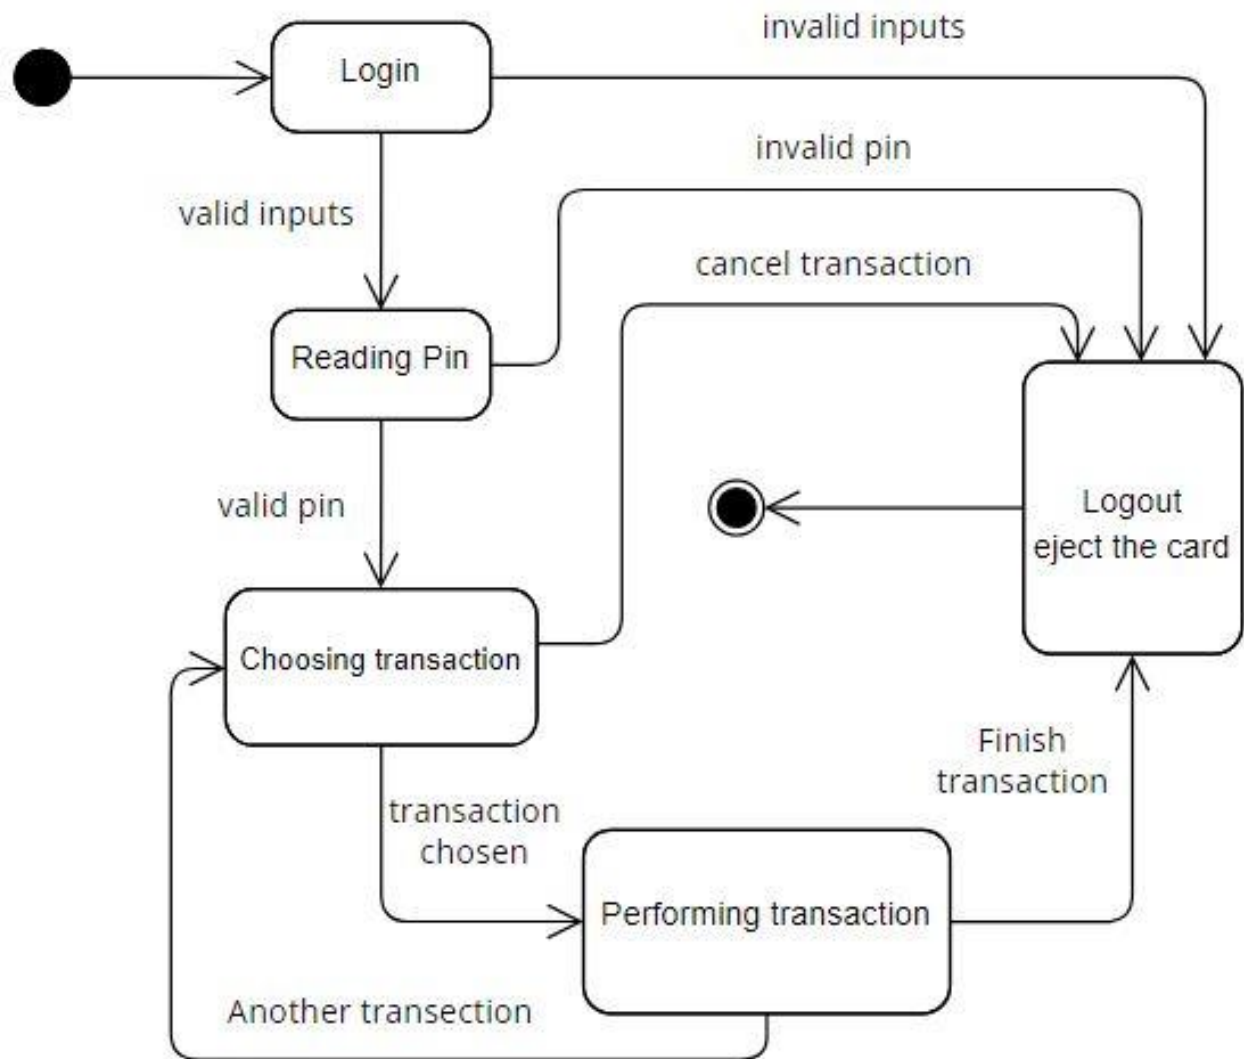 invalid inputs
Login
invalid pin
valid inputs
cancel transaction
Reading Pin
valid pin
Logout
eject the card
Choosing transaction
Finish
transaction
transaction
chosen
Performing transaction
Another transection